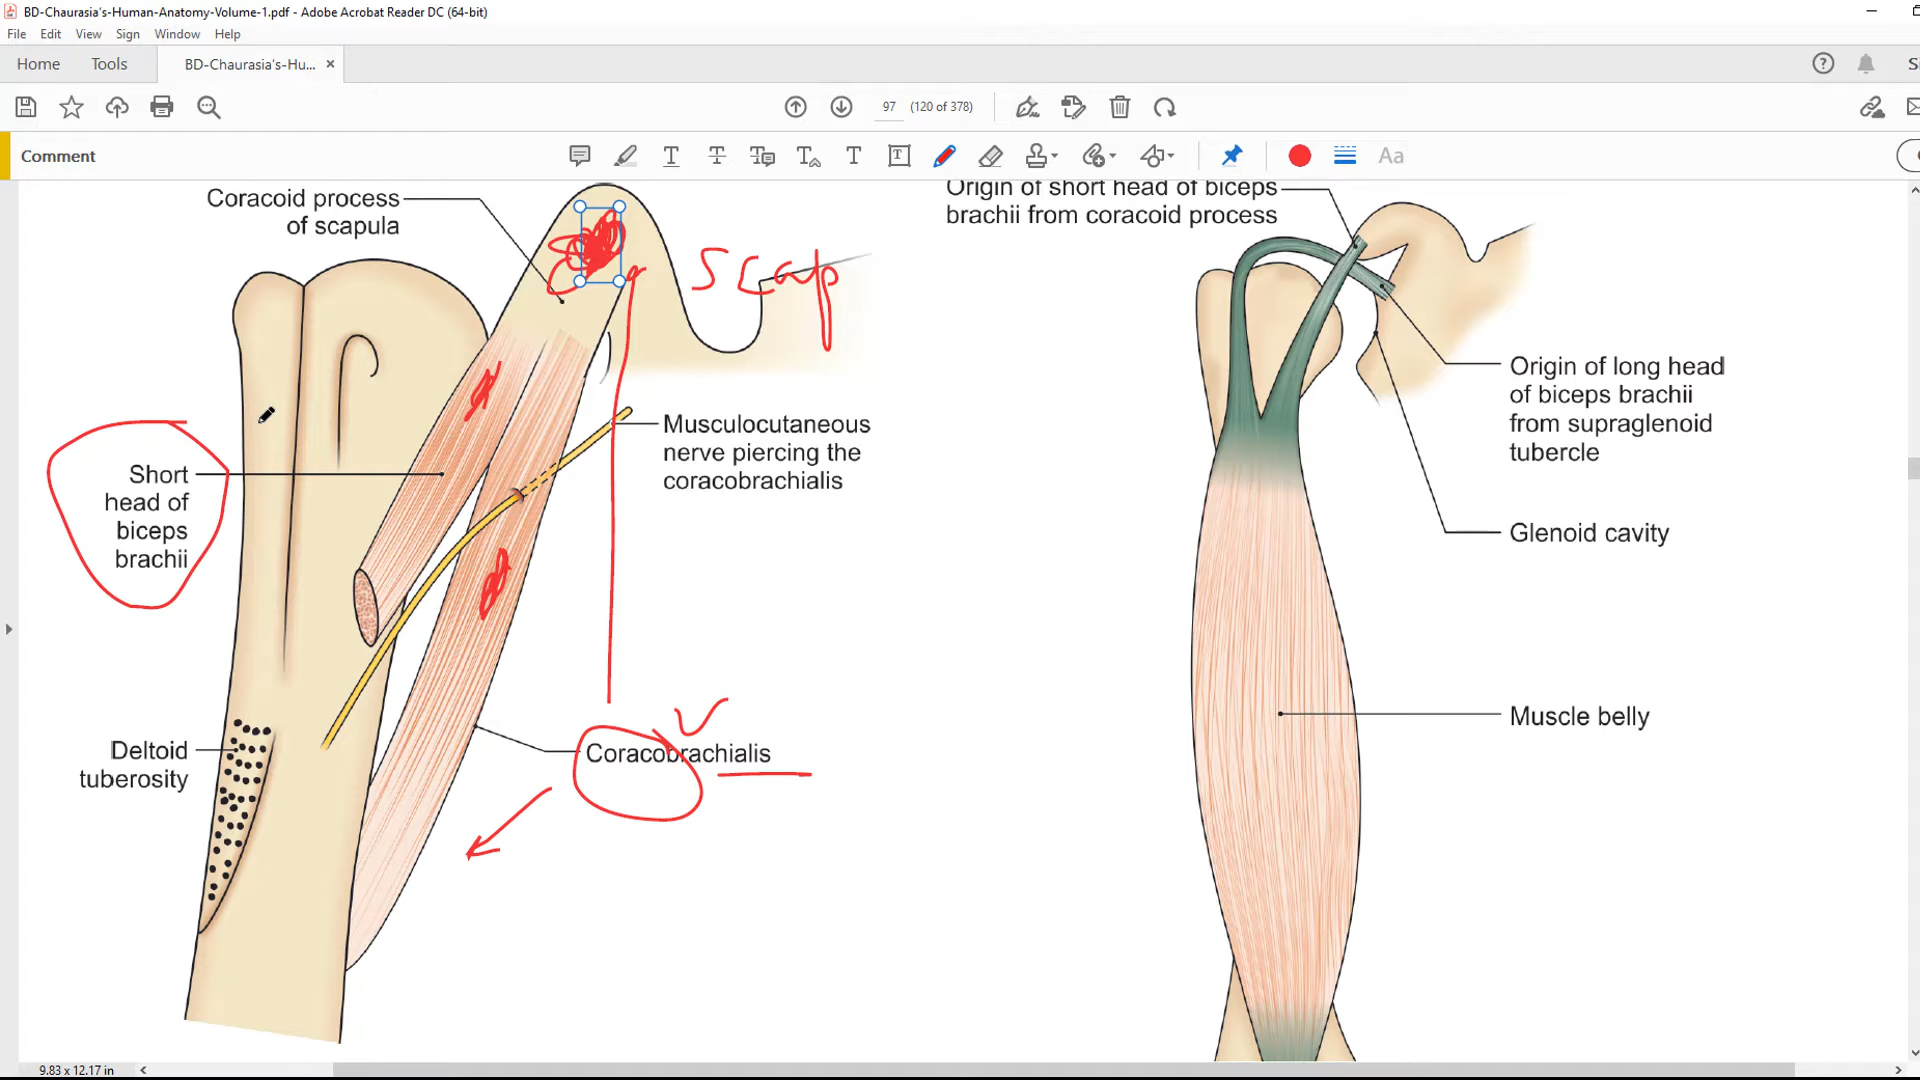 BD-Chaurasia's-Human-Anatomy-Volume-1.pdf - Adobe Acrobat Reader DC (64-bit)
File Edit View Sign Window Help
Home Tools BD-Chaurasia's-Hu... ×
97 (120 of 378)
Comment
Aa
Coracoid process
of scapula
Scap
Short
head of
biceps
brachii
Musculocutaneous
nerve piercing the
coracobrachialis
Deltoid
tuberosity
Coracobrachialis
Origin of short head of biceps
brachii from coracoid process
Origin of long head
of biceps brachii
from supraglenoid
tubercle
Glenoid cavity
Muscle belly
9.83 x 12.17 in